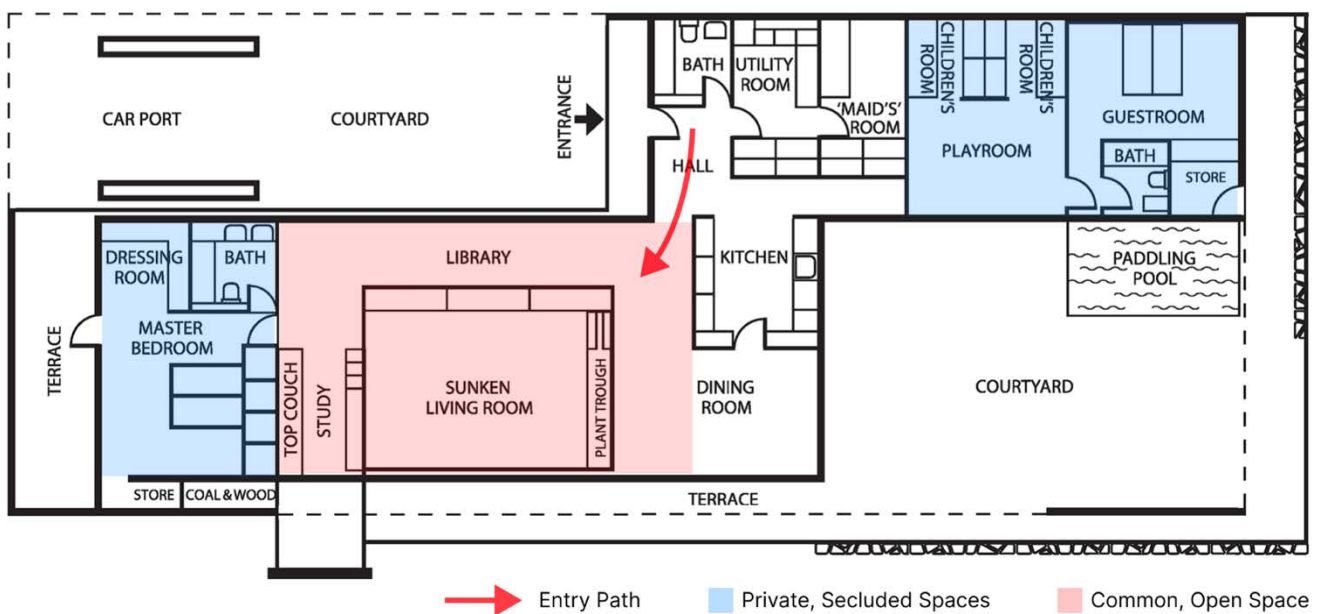 CAR PORT
COURTYARD
ENTRANCE
BATH
UTILITY
ROOM
'MAID'S'
ROOM
HALL
CHILDREN'S
ROOM
CHILDREN'S
ROOM
PLAYROOM
GUESTROOM
BATH
STORE
DRESSING
ROOM
BATH
MASTER
BEDROOM
TERRACE
LIBRARY
KITCHEN
PADDLING
POOL
TOP COUCH
STUDY
SUNKEN
LIVING ROOM
PLANT TROUGH
DINING
ROOM
COURTYARD
STORE
COAL & WOOD
TERRACE
Entry Path
Private, Secluded Spaces
Common, Open Space